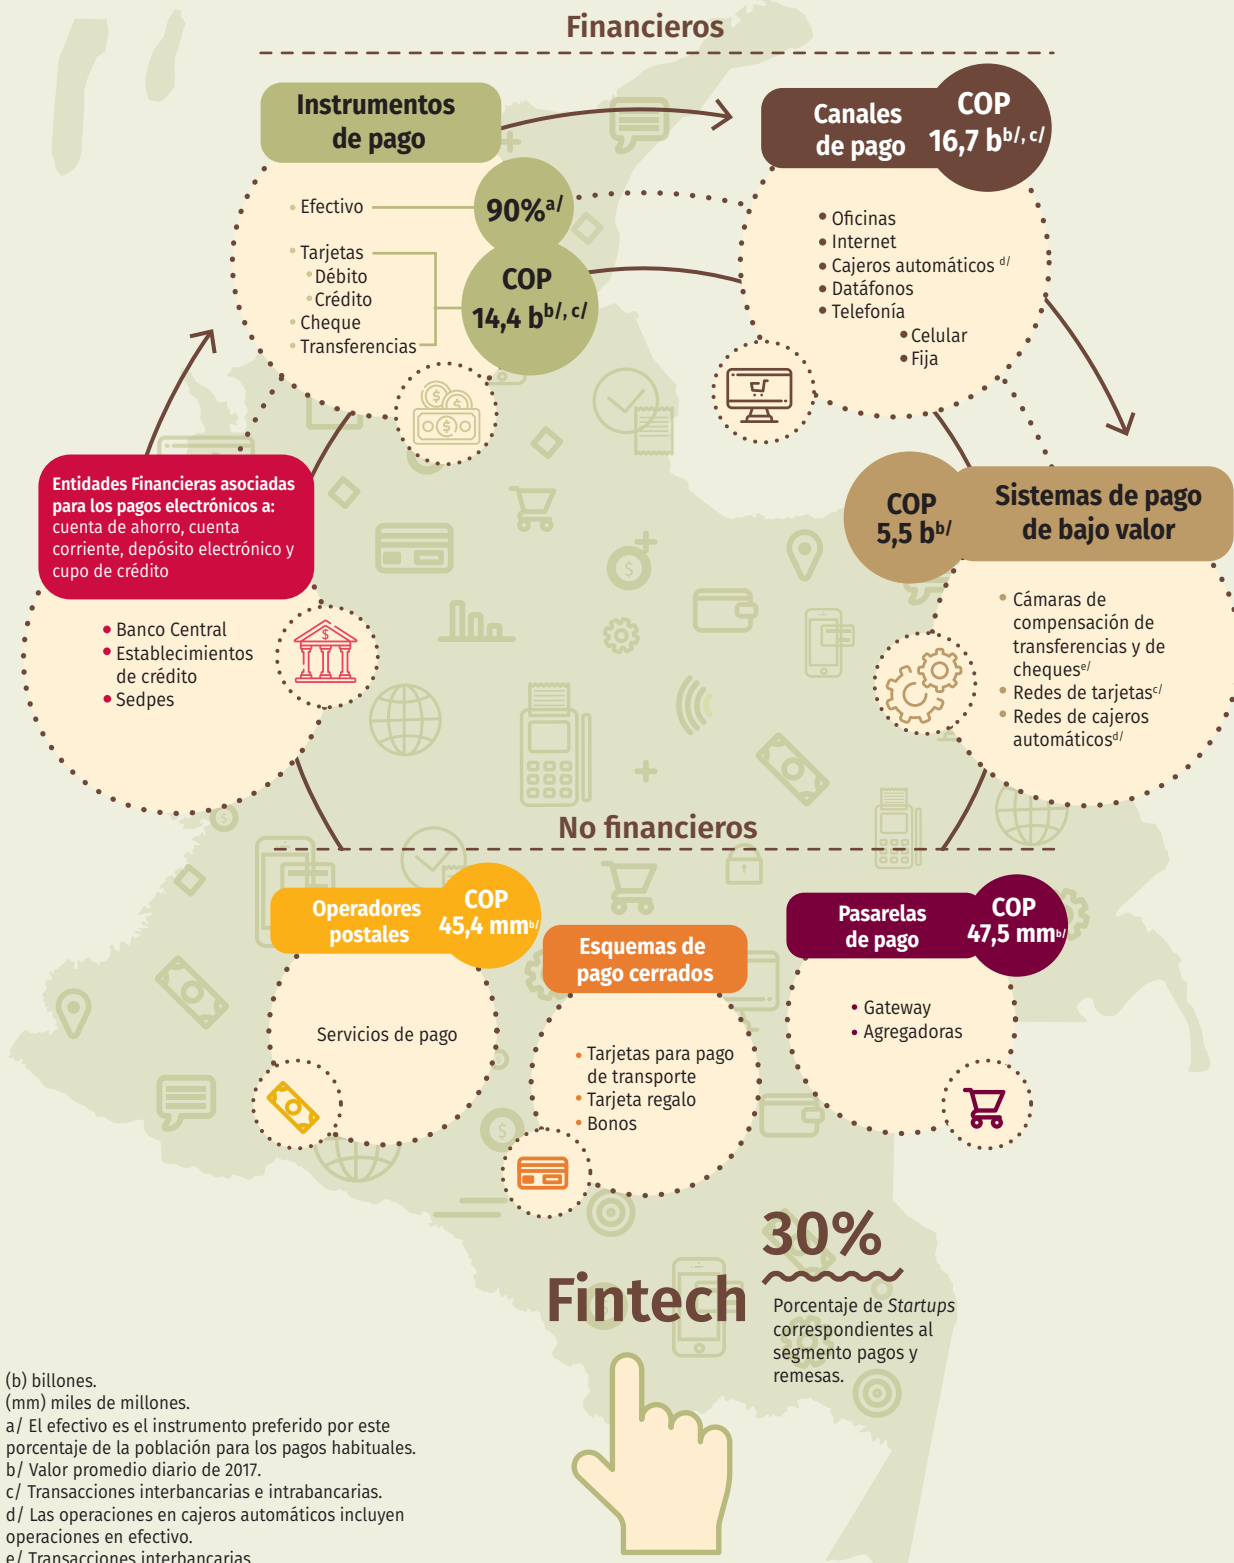 Financieros
Instrumentos
de pago
• Efectivo
90%a/
• Tarjetas
• Débito
• Crédito
• Cheque
• Transferencias
COP
14,4 bb/, c/
Canales
de pago
COP
16,7 bb/, c/
• Oficinas
• Internet
• Cajeros automáticos d/
• Datáfonos
• Telefonía
• Celular
• Fija
Entidades Financieras asociadas
para los pagos electrónicos a:
cuenta de ahorro, cuenta
corriente, depósito electrónico y
cupo de crédito
• Banco Central
• Establecimientos
de crédito
• Sedpes
COP
5,5 bb/
Sistemas de pago
de bajo valor
• Cámaras de
compensación de
transferencias y de
chequese/
• Redes de tarjetasc/
• Redes de cajeros
automáticosd/
No financieros
Operadores
postales
COP
45,4 mmb/
Servicios de pago
Esquemas de
pago cerrados
• Tarjetas para pago
de transporte
• Tarjeta regalo
• Bonos
Pasarelas
de pago
COP
47,5 mmb/
• Gateway
• Agregadoras
Fintech
30%
Porcentaje de Startups
correspondientes al
segmento pagos y
remesas.
(b) billones.
(mm) miles de millones.
a/ El efectivo es el instrumento preferido por este
porcentaje de la población para los pagos habituales.
b/ Valor promedio diario de 2017.
c/ Transacciones interbancarias e intrabancarias.
d/ Las operaciones en cajeros automáticos incluyen
operaciones en efectivo.
e/ Transacciones interbancarias.